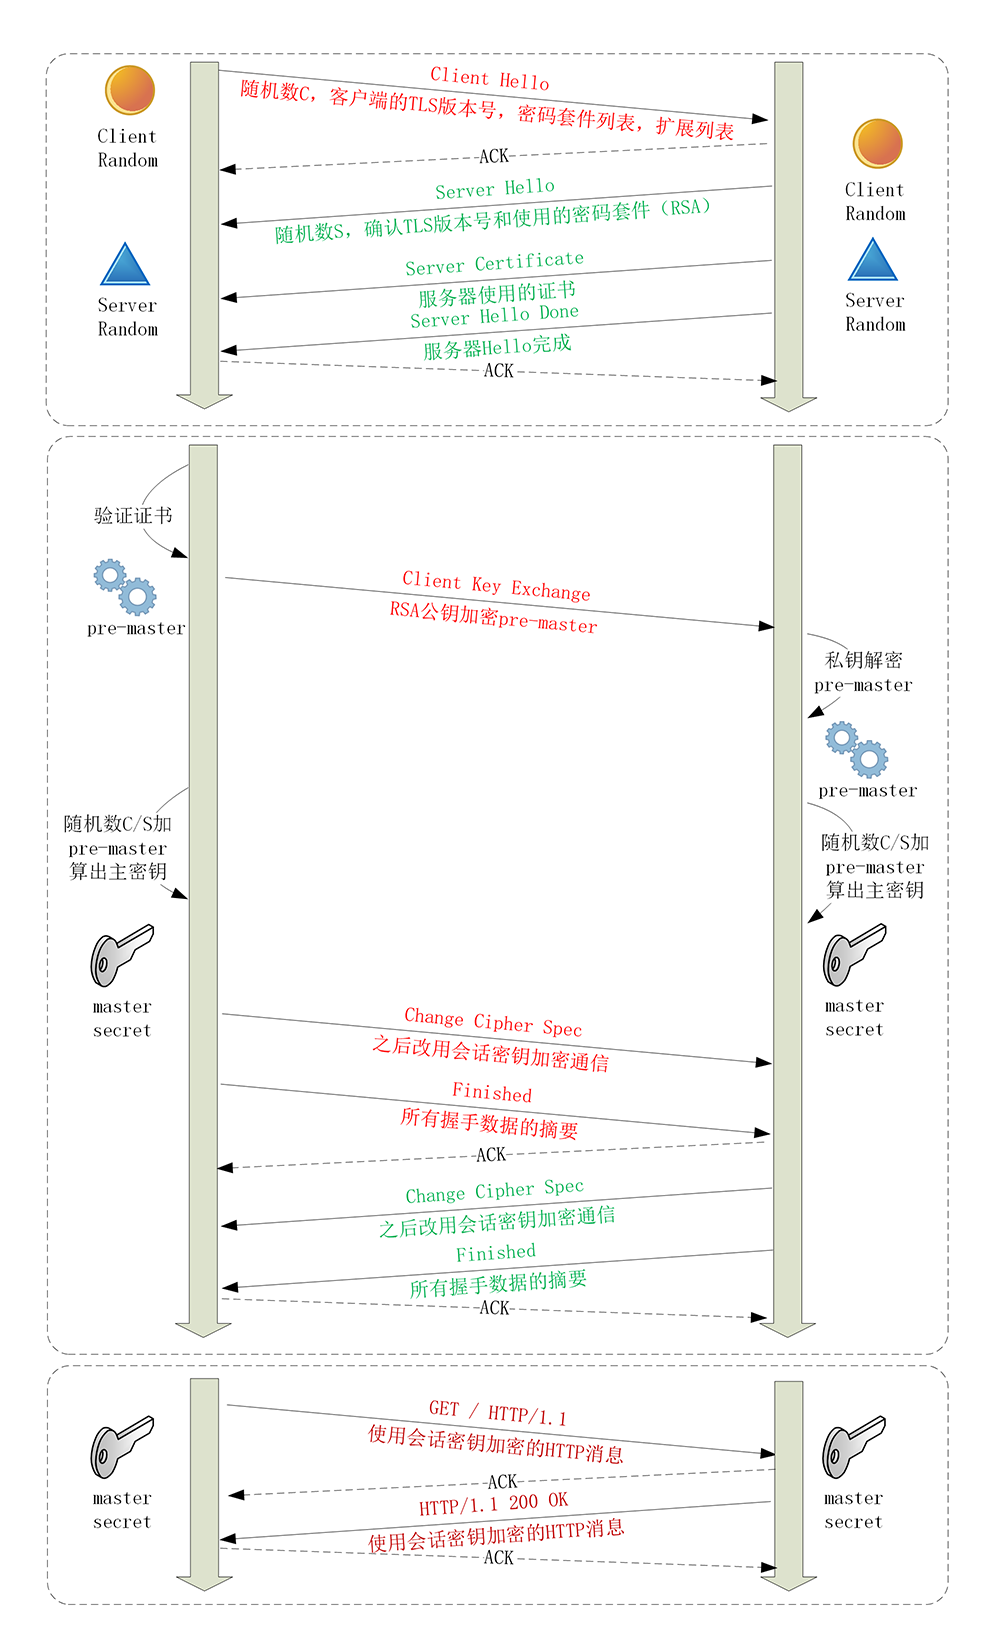 Client Hello
随机数C，客户端的TLS版本号，密码套件列表，扩展列表
Client
Random
ACK
Client
Random
Server Hello
随机数S，确认TLS版本号和使用的密码套件（RSA）
Server Certificate
服务器使用的证书
Server
Random
Server
Random
Server Hello Done
服务器Hello完成
ACK
验证证书
pre-master
Client Key Exchange
RSA公钥加密pre-master
私钥解密
pre-master
pre-master
随机数C/S加
pre-master
算出主密钥
随机数C/S加
pre-master
算出主密钥
master
secret
master
secret
Change Cipher Spec
之后改用会话密钥加密通信
Finished
所有握手数据的摘要
ACK
Change Cipher Spec
之后改用会话密钥加密通信
Finished
所有握手数据的摘要
ACK
GET / HTTP/1.1
使用会话密钥加密的HTTP消息
ACK
master
secret
master
secret
HTTP/1.1 200 OK
使用会话密钥加密的HTTP消息
ACK